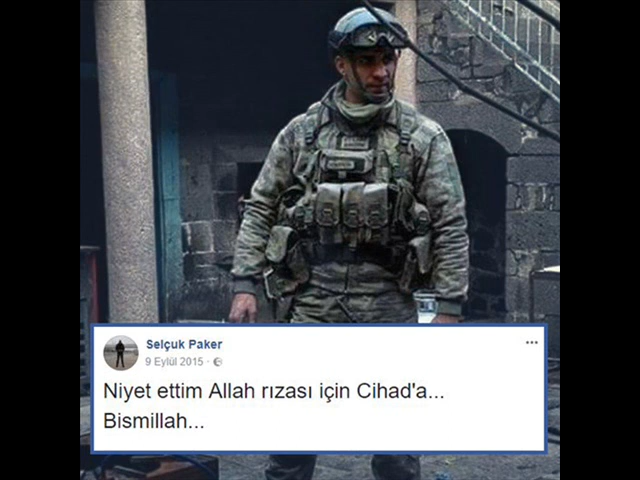 Selçuk Paker
9 Eylül 2015 ·
Niyet ettim Allah rızası için Cihad'a...
Bismillah...